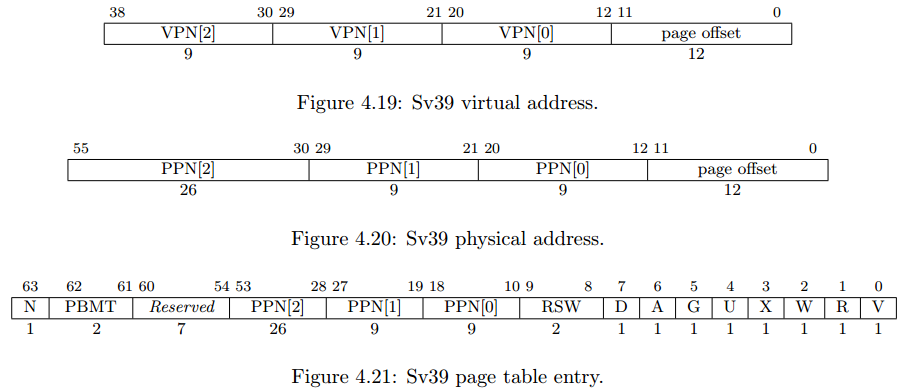 38 30 29 21 20 12 11 0
VPN[2] VPN[1] VPN[0] page offset
9 9 9 12
Figure 4.19: Sv39 virtual address.
55 30 29 21 20 12 11 0
PPN[2] PPN[1] PPN[0] page offset
26 9 9 12
Figure 4.20: Sv39 physical address.
63 62 61 60 54 53 28 27 19 18 10 9 8 7 6 5 4 3 2 1 0
N PBMT Reserved PPN[2] PPN[1] PPN[0] RSW D A G U X W R V
1 2 7 26 9 9 2 1 1 1 1 1 1 1 1
Figure 4.21: Sv39 page table entry.